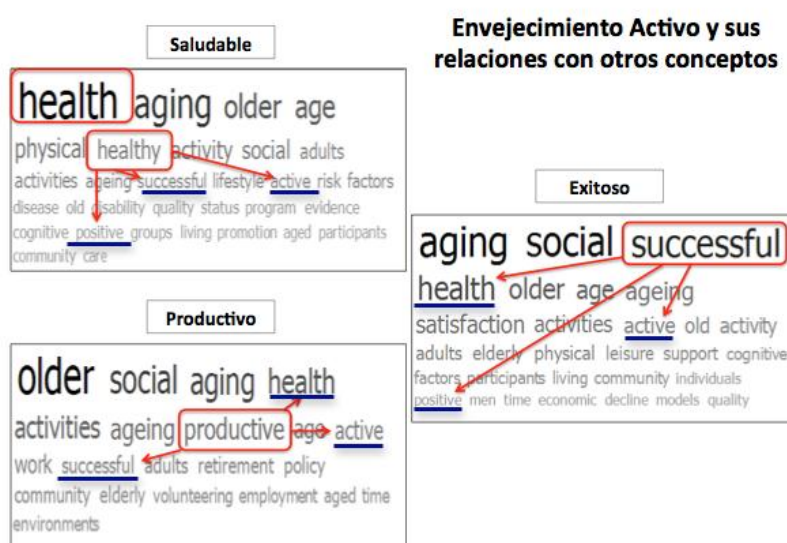 Envejecimiento Activo y sus
relaciones con otros conceptos
Saludable
health aging older age
physical healthy activity social adults
activities ageing successful lifestyle active risk factors
disease old disability quality status program evidence
cognitive positive groups living promotion aged participants
community care
Exitoso
aging social successful
health older age ageing
satisfaction activities active old activity
adults elderly physical leisure support cognitive
factors participants living community individuals
positive men time economic decline models quality
Productivo
older social aging health
activities ageing productive age active
work successful adults retirement policy
community elderly volunteering employment aged time
environments